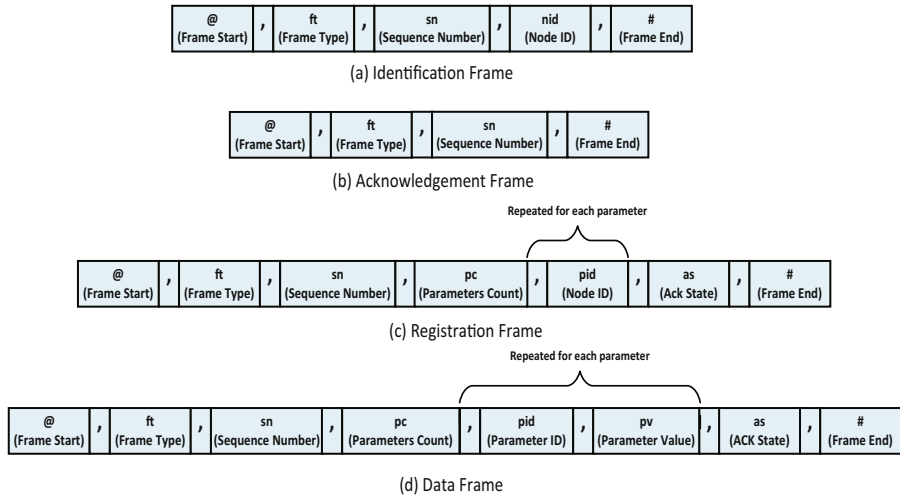 @ , ft , sn , nid , #
(Frame Start) (Frame Type) (Sequence Number) (Node ID) (Frame End)
(a) Identification Frame
@ , ft , sn , #
(Frame Start) (Frame Type) (Sequence Number) (Frame End)
(b) Acknowledgement Frame
Repeated for each parameter
@ , ft , sn , pc , pid , as , #
(Frame Start) (Frame Type) (Sequence Number) (Parameters Count) (Node ID) (Ack State) (Frame End)
(c) Registration Frame
Repeated for each parameter
@ , ft , sn , pc , pid , pv , as , #
(Frame Start) (Frame Type) (Sequence Number) (Parameters Count) (Parameter ID) (Parameter Value) (ACK State) (Frame End)
(d) Data Frame